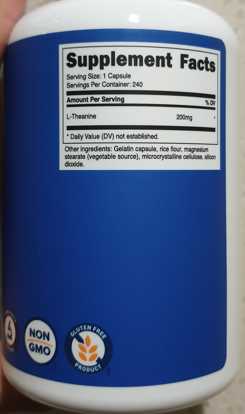 Supplement Facts
Serving Size: 1 Capsule
Servings Per Container: 240
Amount Per Serving % DV
L-Theanine 200mg *
* Daily Value (DV) not established.
Other ingredients: Gelatin capsule, rice flour, magnesium
stearate (vegetable source), microcrystalline cellulose, silicon
dioxide.
NON
GMO
GLUTEN FREE
PRODUCT